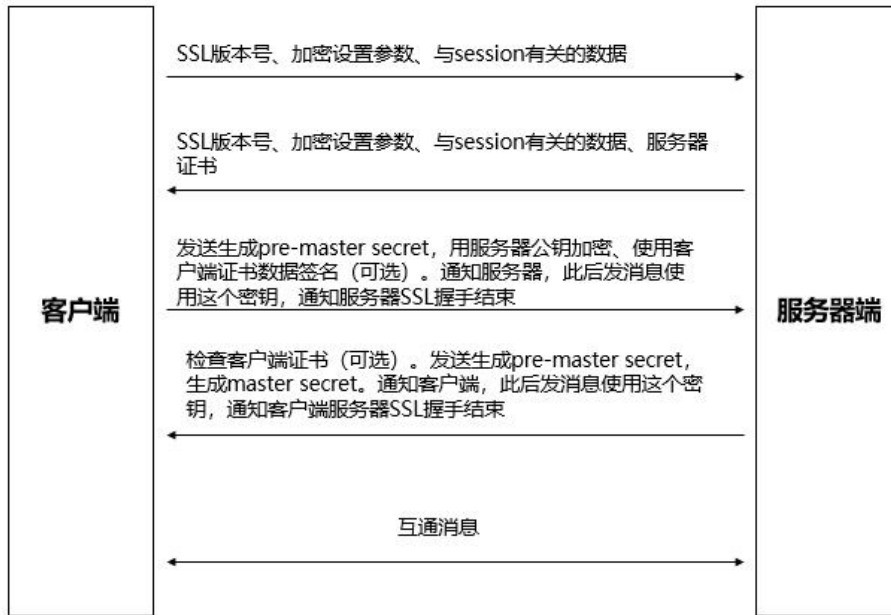 SSL版本号、加密设置参数、与session有关的数据
SSL版本号、加密设置参数、与session有关的数据、服务器
证书
发送生成pre-master secret，用服务器公钥加密、使用客
户端证书数据签名（可选）。通知服务器，此后发消息使
用这个密钥，通知服务器SSL握手结束
客户端
服务器端
检查客户端证书（可选）。发送生成pre-master secret，
生成master secret。通知客户端，此后发消息使用这个密
钥，通知客户端服务器SSL握手结束
互通消息